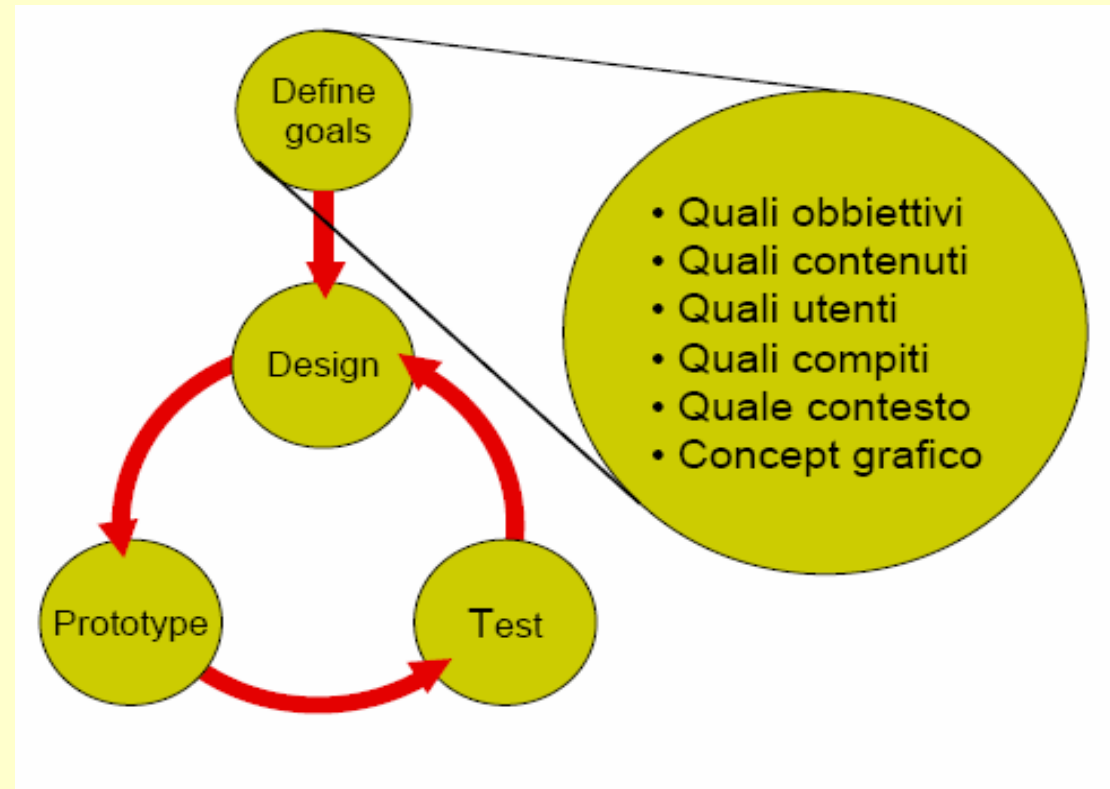 Define
goals
• Quali obbiettivi
• Quali contenuti
• Quali utenti
• Quali compiti
• Quale contesto
• Concept grafico
Design
Prototype
Test